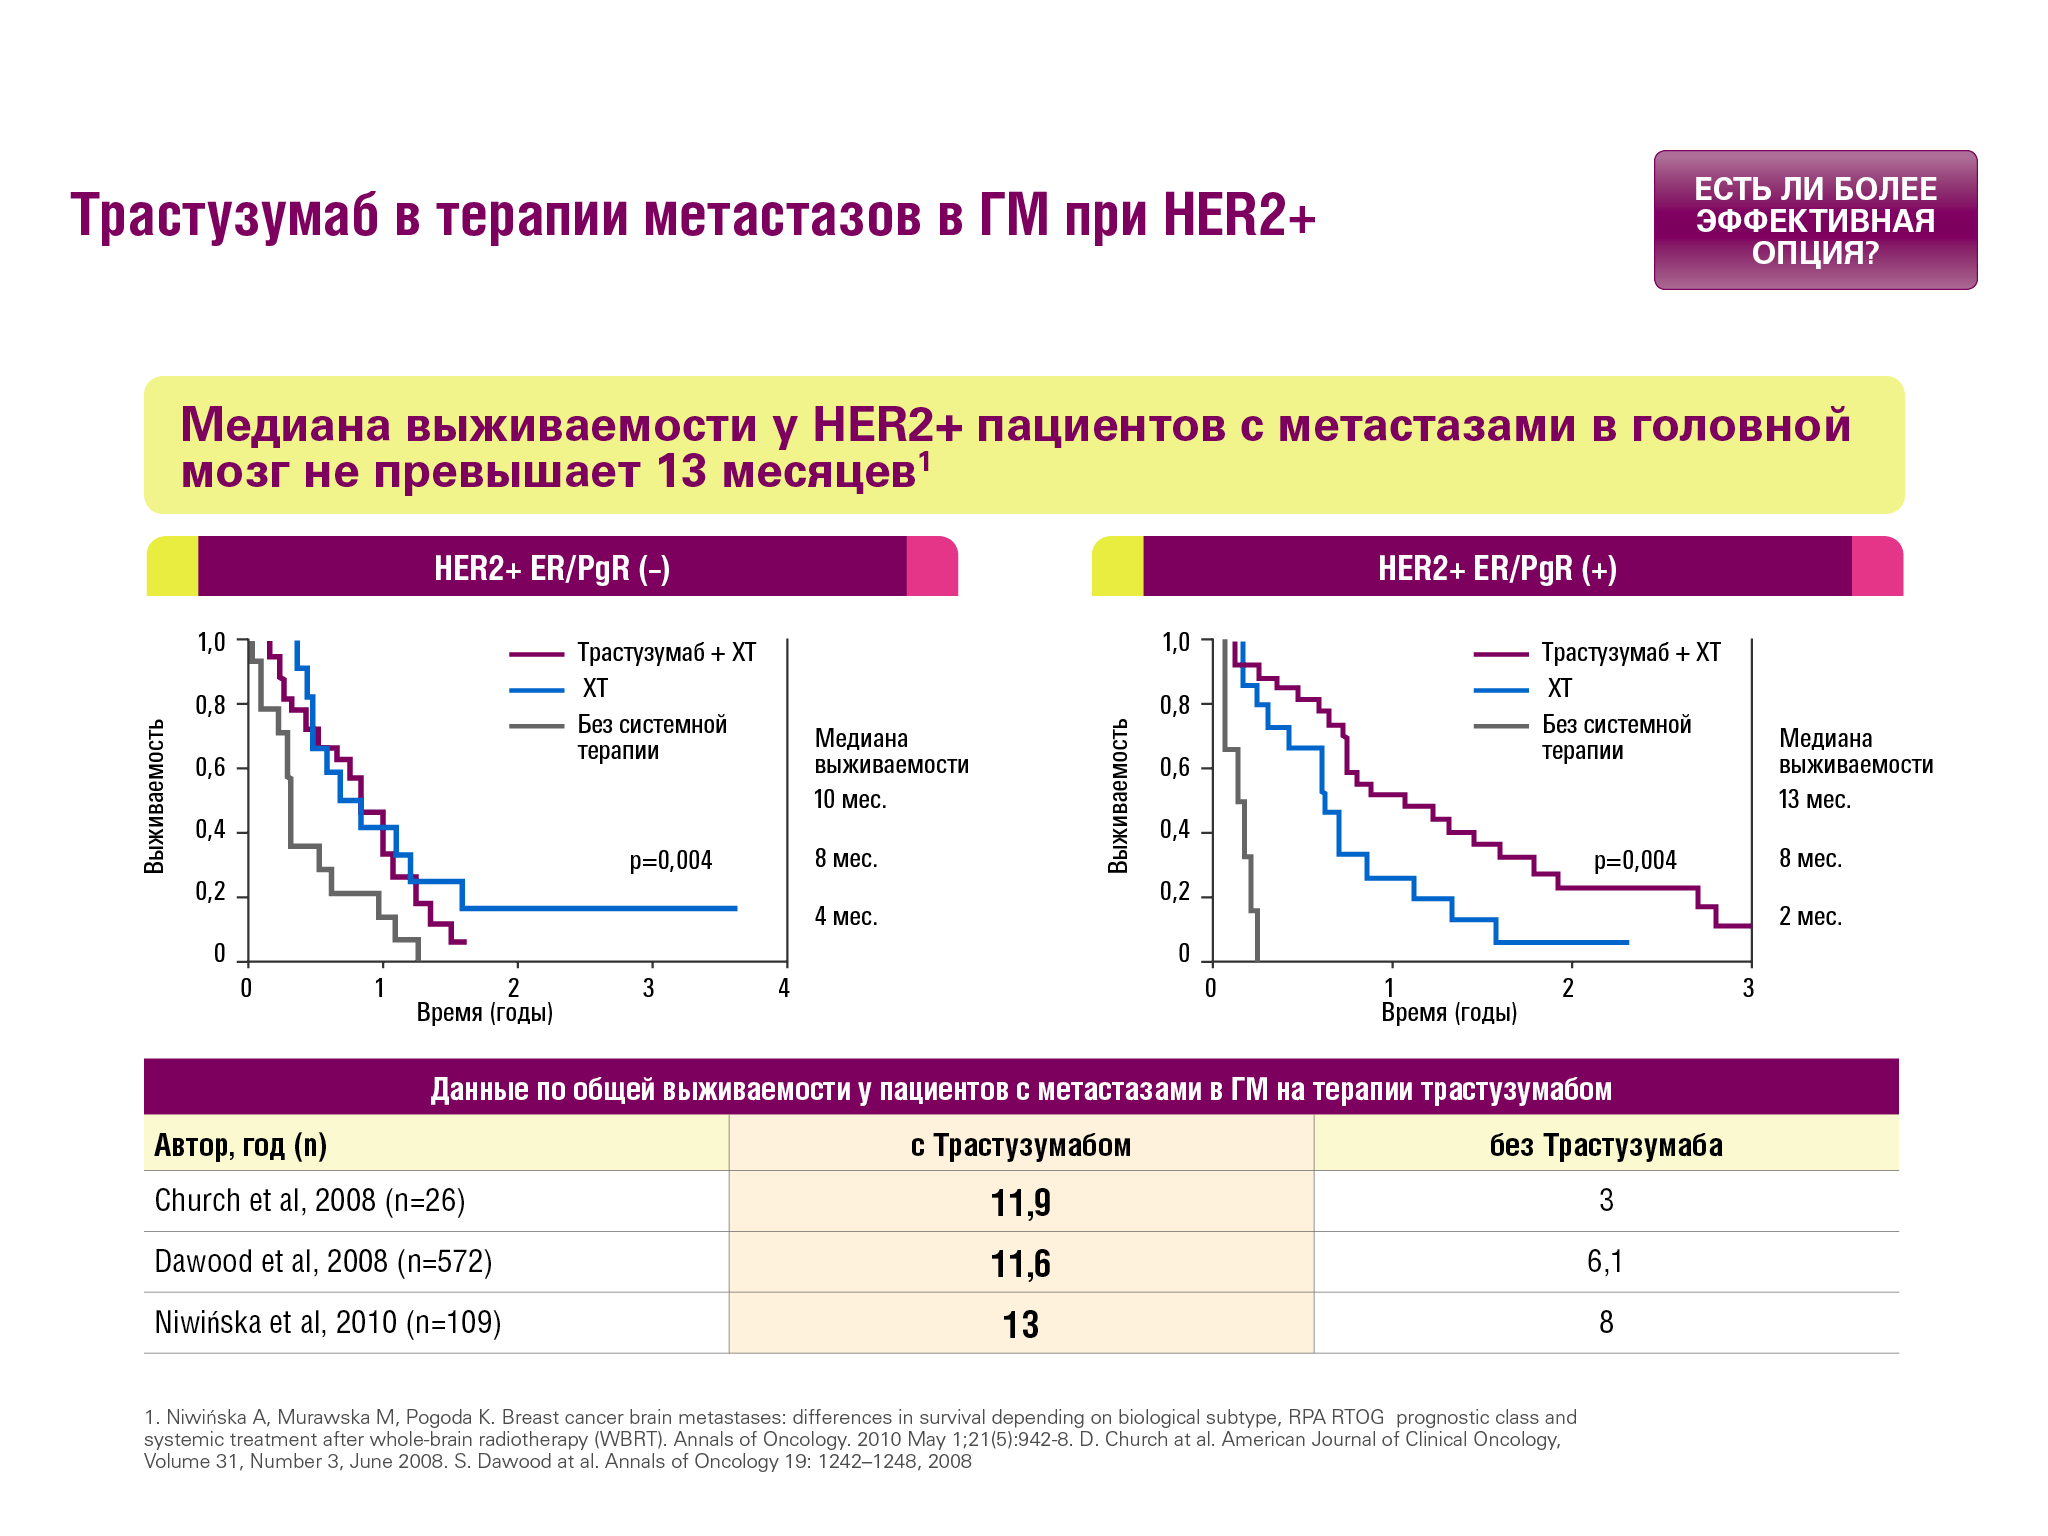 Трастузумаб в терапии метастазов в ГМ при HER2+
ЕСТЬ ЛИ БОЛЕЕ
ЭФФЕКТИВНАЯ
ОПЦИЯ?
Медиана выживаемости у HER2+ пациентов с метастазами в головной
мозг не превышает 13 месяцев¹
HER2+ ER/PgR (–)
Выживаемость
1,0
0,8
0,6
0,4
0,2
0
Трастузумаб + ХТ
ХТ
Без системной
терапии
p=0,004
0 1 2 3 4
Время (годы)
Медиана
выживаемости
10 мес.
8 мес.
4 мес.
HER2+ ER/PgR (+)
Выживаемость
1,0
0,8
0,6
0,4
0,2
0
Трастузумаб + ХТ
ХТ
Без системной
терапии
p=0,004
0 1 2 3
Время (годы)
Медиана
выживаемости
13 мес.
8 мес.
2 мес.
Данные по общей выживаемости у пациентов с метастазами в ГМ на терапии трастузумабом
Автор, год (n) с Трастузумабом без Трастузумаба
Church et al, 2008 (n=26) 11,9 3
Dawood et al, 2008 (n=572) 11,6 6,1
Niwińska et al, 2010 (n=109) 13 8
1. Niwińska A, Murawska M, Pogoda K. Breast cancer brain metastases: differences in survival depending on biological subtype, RPA RTOG prognostic class and
systemic treatment after whole-brain radiotherapy (WBRT). Annals of Oncology. 2010 May 1;21(5):942-8. D. Church at al. American Journal of Clinical Oncology,
Volume 31, Number 3, June 2008. S. Dawood at al. Annals of Oncology 19: 1242–1248, 2008